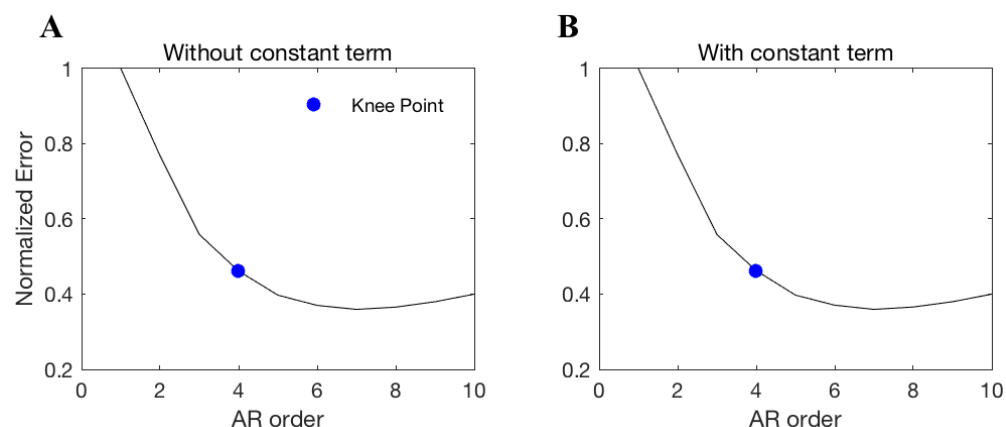 A
Without constant term
1
0.8
0.6
0.4
0.2
Normalized Error
Knee Point
0 2 4 6 8 10
AR order
B
With constant term
1
0.8
0.6
0.4
0.2
0 2 4 6 8 10
AR order